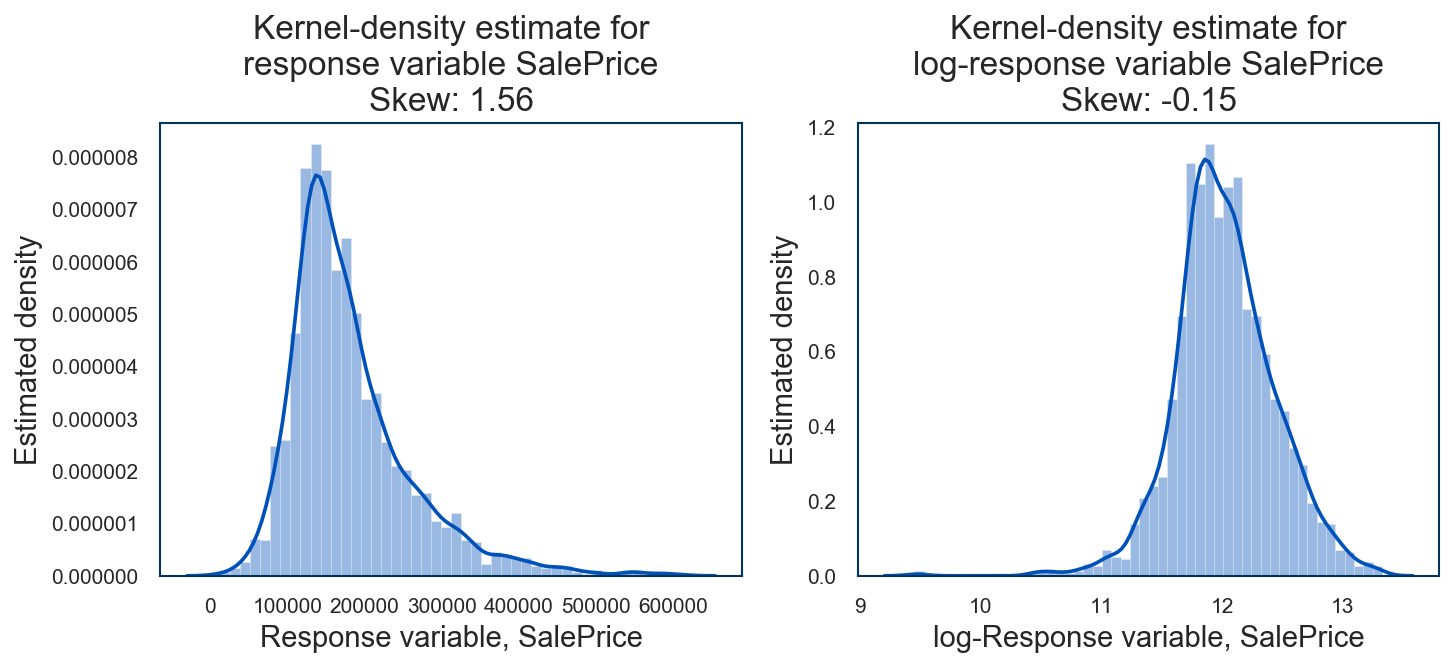 Kernel-density estimate for
response variable SalePrice
Skew: 1.56
Estimated density
0.000008
0.000007
0.000006
0.000005
0.000004
0.000003
0.000002
0.000001
0.000000
0 100000 200000 300000 400000 500000 600000
Response variable, SalePrice
Kernel-density estimate for
log-response variable SalePrice
Skew: -0.15
Estimated density
1.2
1.0
0.8
0.6
0.4
0.2
0.0
9 10 11 12 13
log-Response variable, SalePrice